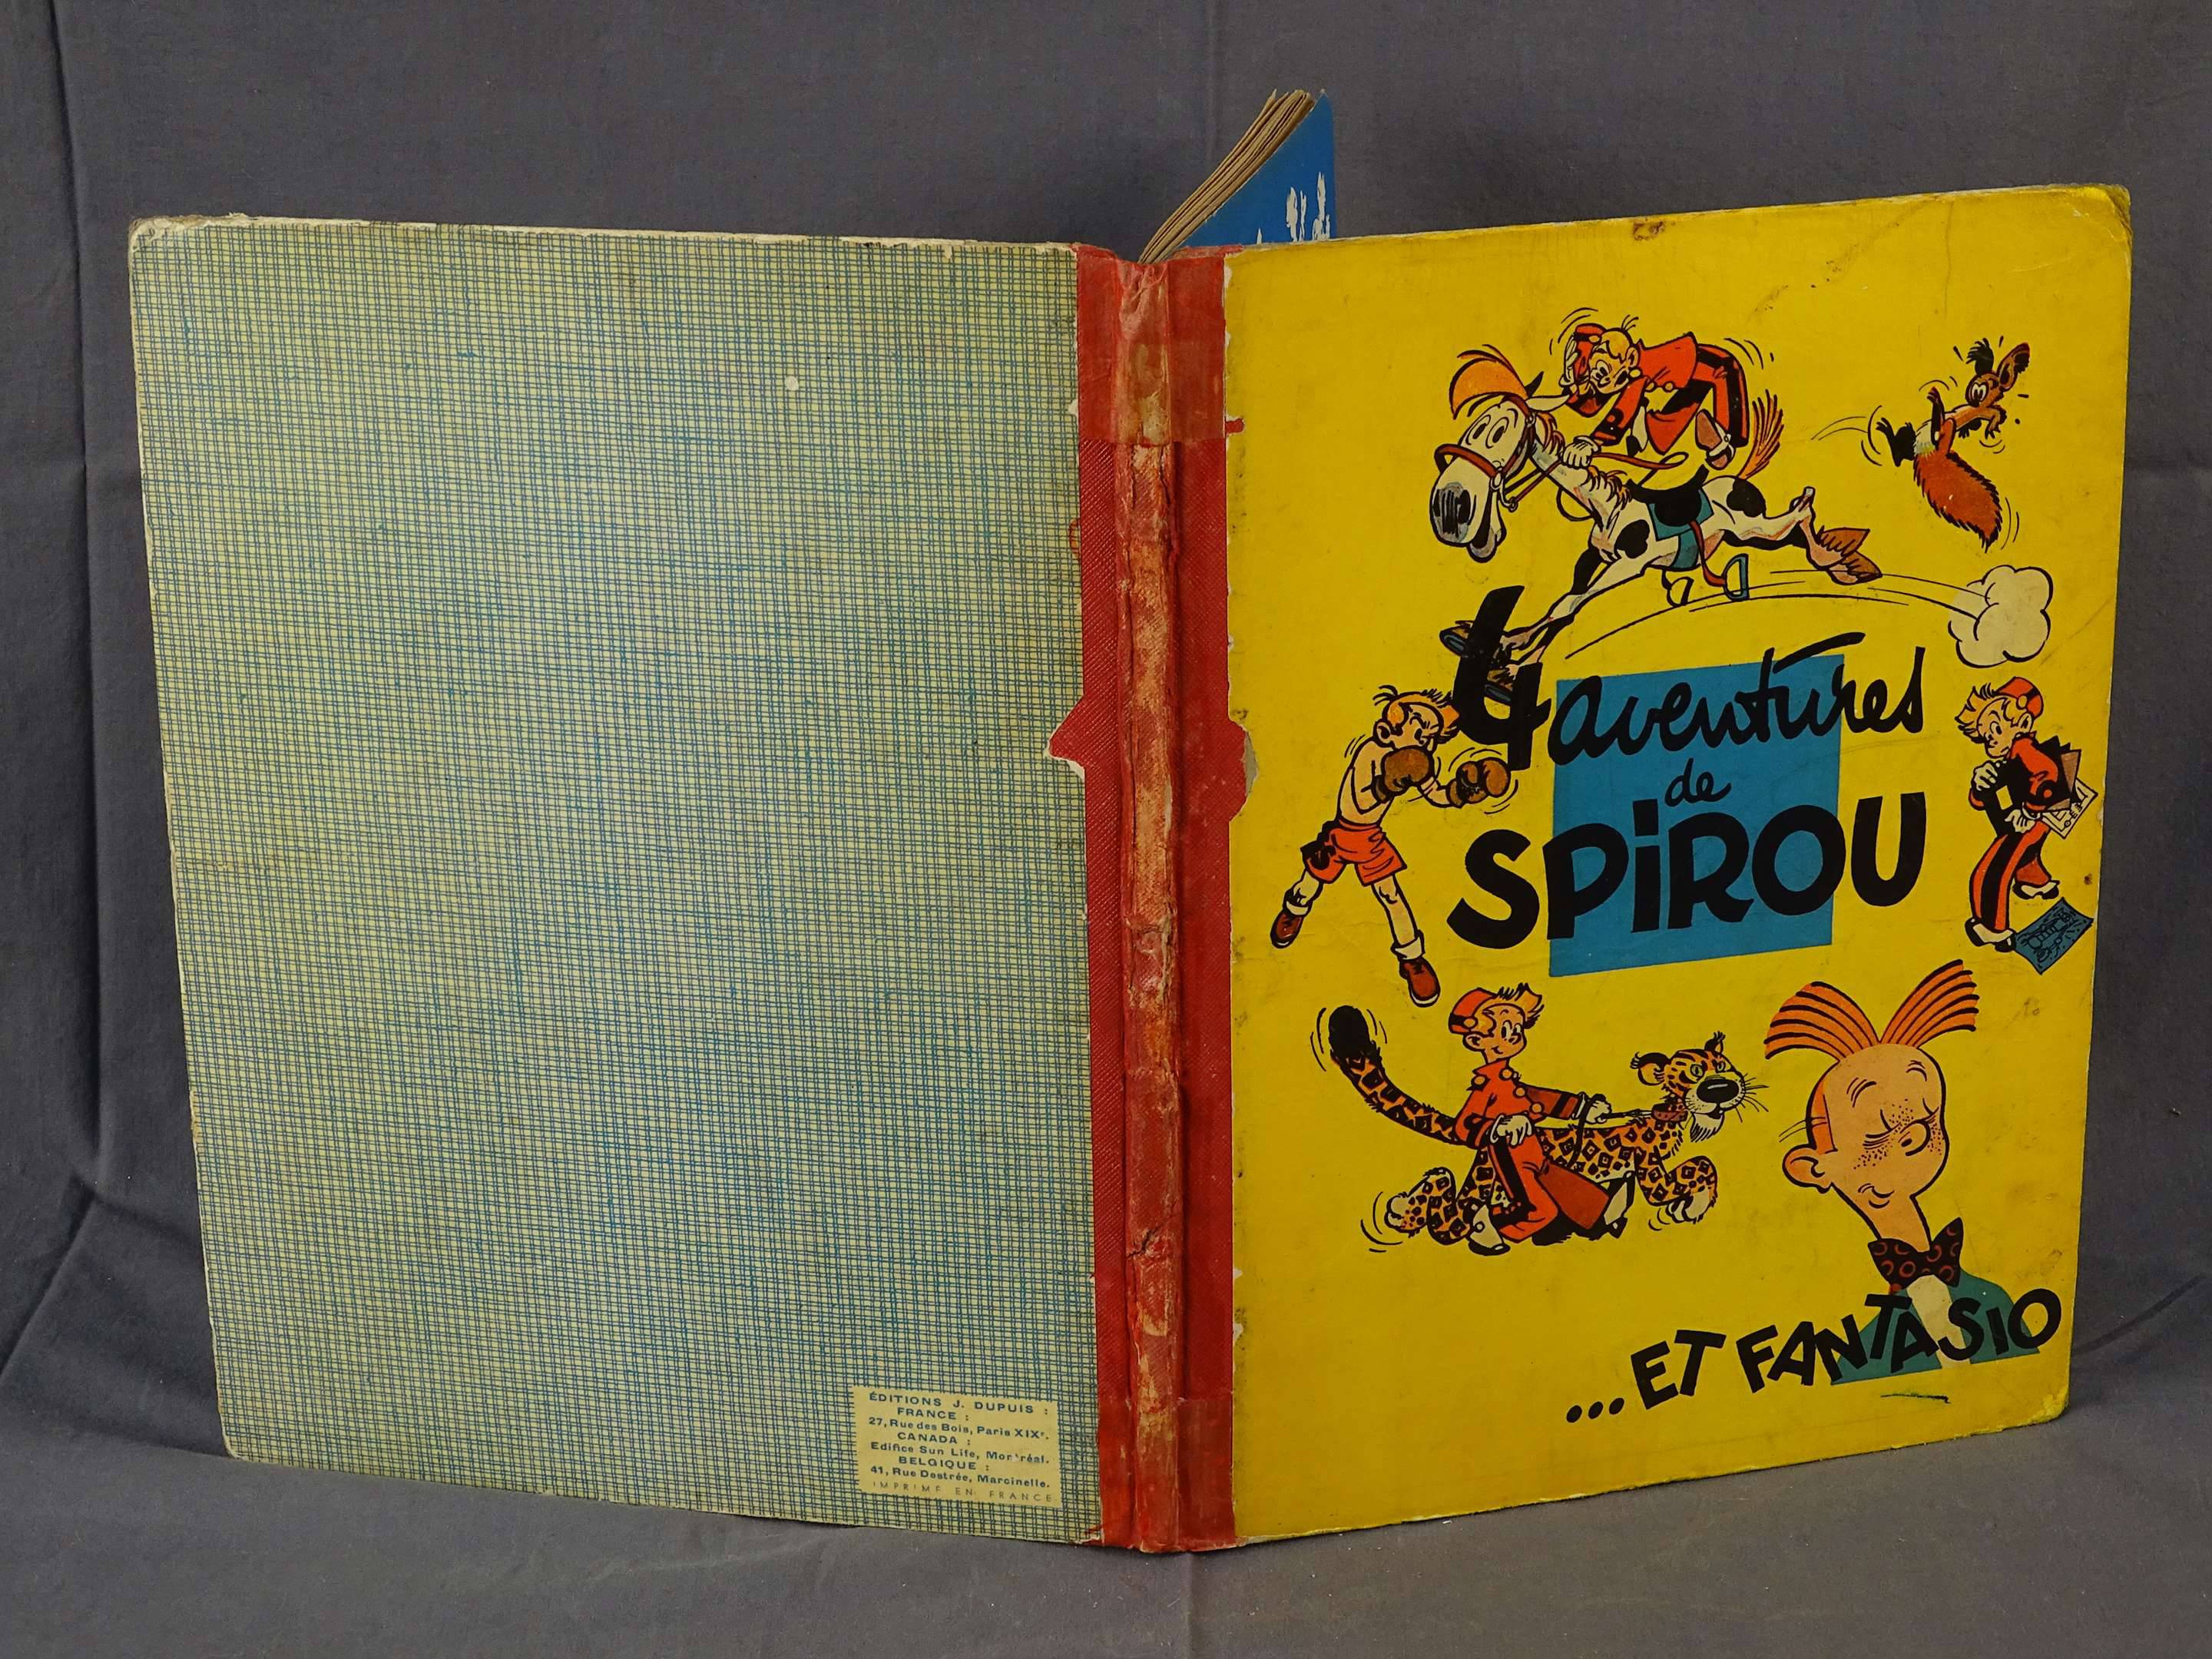 4 aventures
de
SPIROU
...ET FANTASIO
ÉDITIONS J. DUPUIS :
FRANCE :
27, Rue des Bois, Paris XIXe.
CANADA :
Edifice Sun Life, Montréal.
BELGIQUE :
41, Rue Destrée, Marcinelle.
IMPRIMÉ EN FRANCE